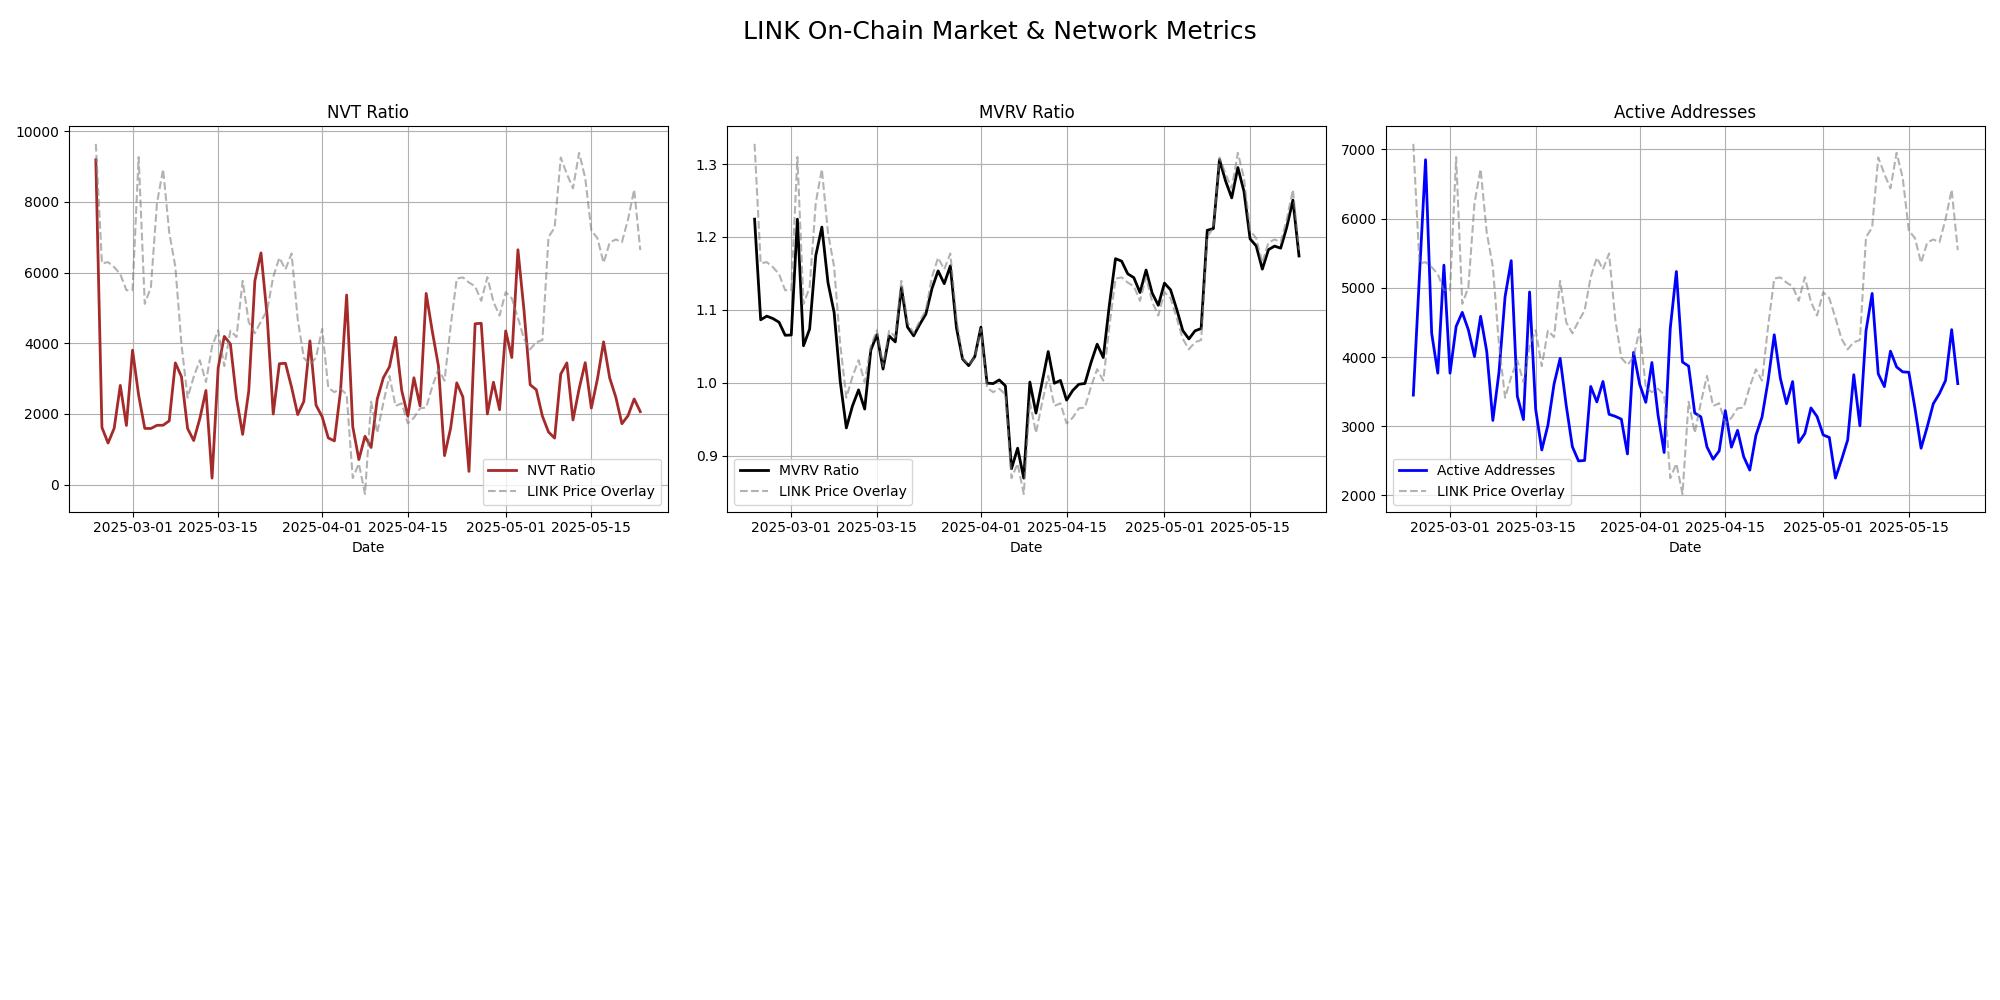 LINK On-Chain Market & Network Metrics
NVT Ratio
10000
8000
6000
4000
2000
0
2025-03-01 2025-03-15 2025-04-01 2025-04-15 2025-05-01 2025-05-15
Date
NVT Ratio
LINK Price Overlay
MVRV Ratio
1.3
1.2
1.1
1.0
0.9
2025-03-01 2025-03-15 2025-04-01 2025-04-15 2025-05-01 2025-05-15
Date
MVRV Ratio
LINK Price Overlay
Active Addresses
7000
6000
5000
4000
3000
2000
2025-03-01 2025-03-15 2025-04-01 2025-04-15 2025-05-01 2025-05-15
Date
Active Addresses
LINK Price Overlay